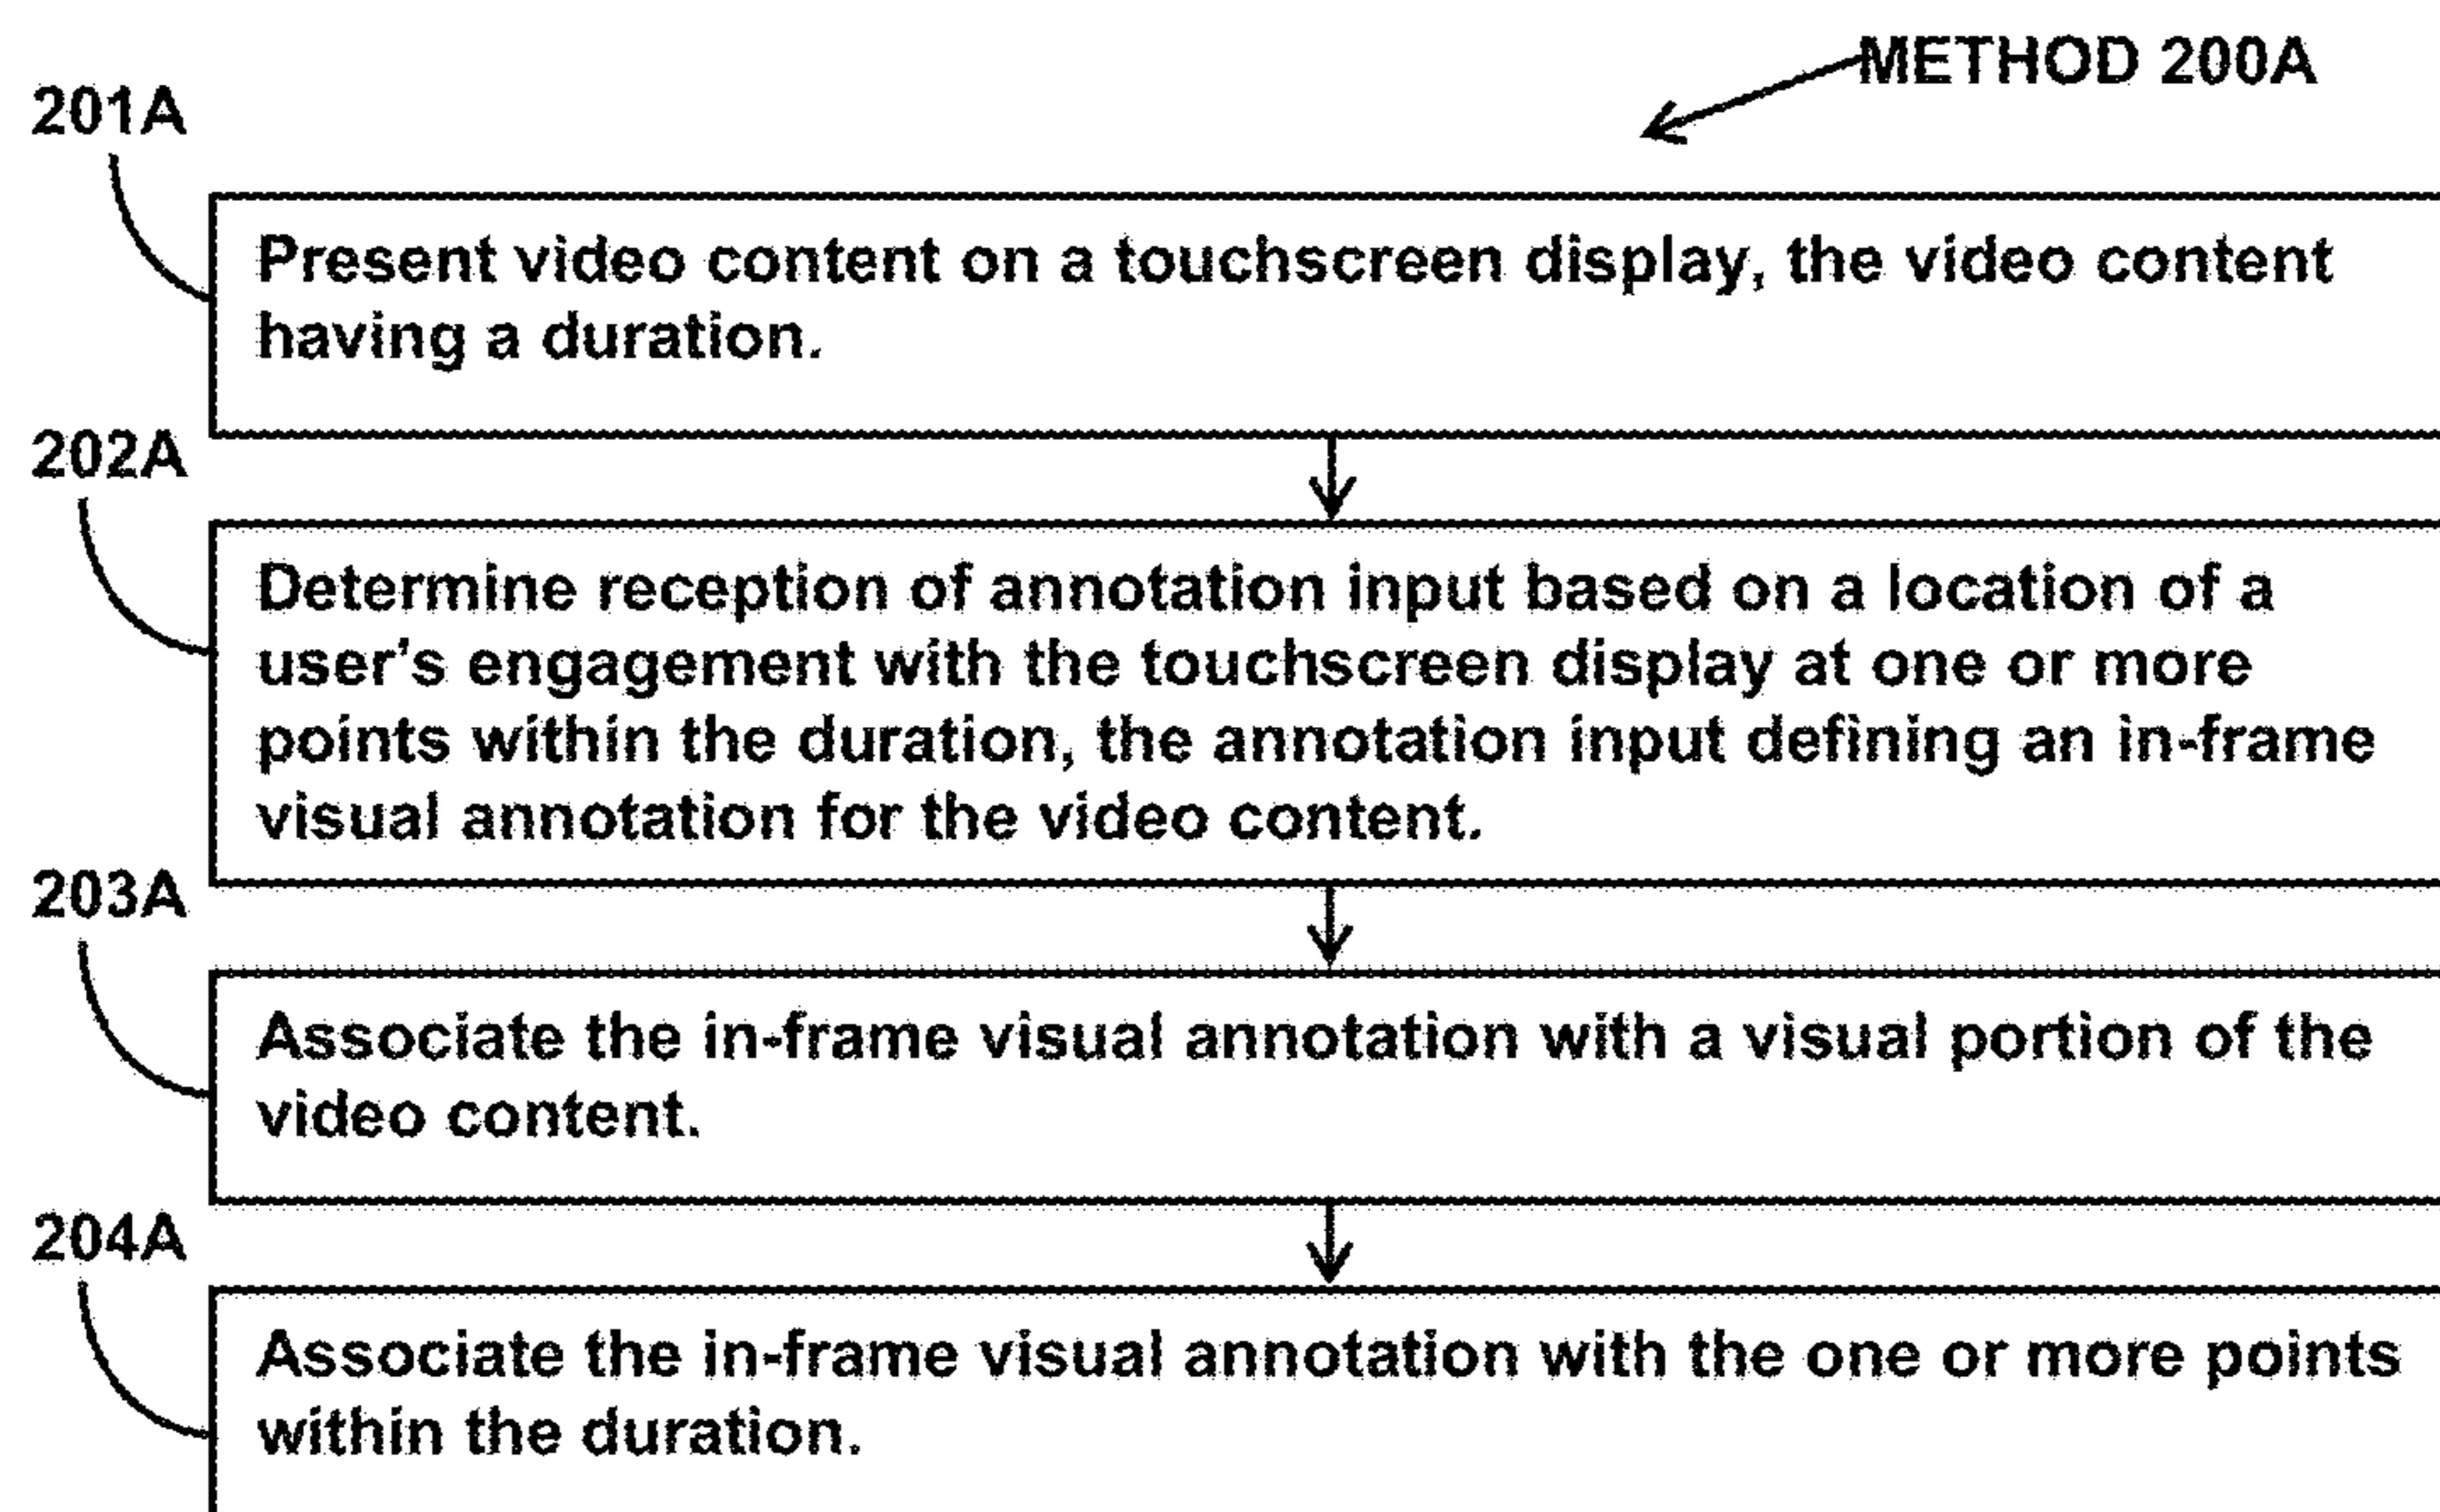 METHOD 200A
201A
Present video content on a touchscreen display, the video content
having a duration.
202A
Determine reception of annotation input based on a location of a
user's engagement with the touchscreen display at one or more
points within the duration, the annotation input defining an in-frame
visual annotation for the video content.
203A
Associate the in-frame visual annotation with a visual portion of the
video content.
204A
Associate the in-frame visual annotation with the one or more points
within the duration.